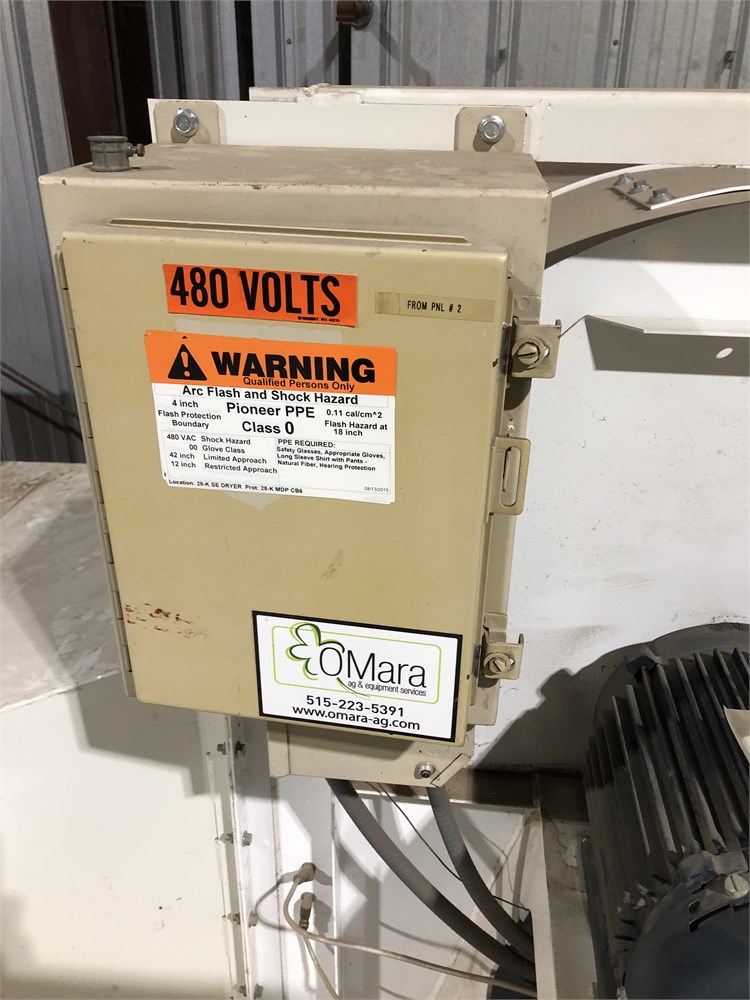 480 VOLTS
FROM PNL # 2
WARNING
Qualified Persons Only
Arc Flash and Shock Hazard
4 inch
Flash Protection
Boundary
Pioneer PPE
Class 0
0.11 cal/cm^2
Flash Hazard at
18 inch
480 VAC Shock Hazard
00 Glove Class
42 inch Limited Approach
12 inch Restricted Approach
PPE REQUIRED:
Safety Glasses, Appropriate Gloves,
Long Sleeve Shirt with Pants -
Natural Fiber, Hearing Protection
Location: 28-K SE DRYER Prot: 28-K MDP CB6
08/13/2015
OMara
ag & equipment services
515-223-5391
www.omara-ag.com